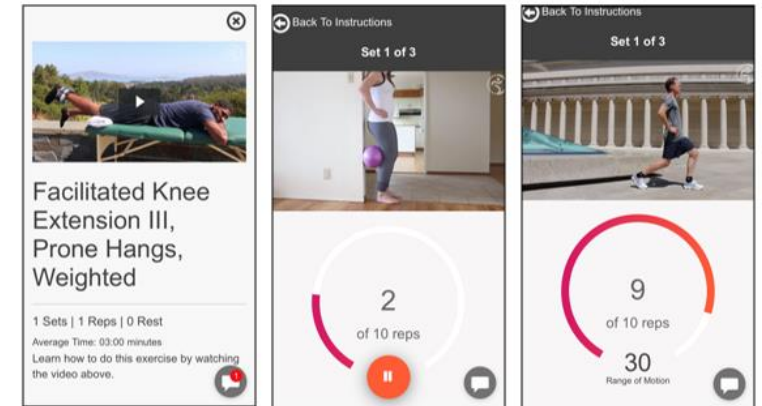 Facilitated Knee
Extension III,
Prone Hangs,
Weighted
1 Sets | 1 Reps | 0 Rest
Average Time: 03:00 minutes
Learn how to do this exercise by watching
the video above.
1
Back To Instructions
Set 1 of 3
2
of 10 reps
Back To Instructions
Set 1 of 3
9
of 10 reps
30
Range of Motion